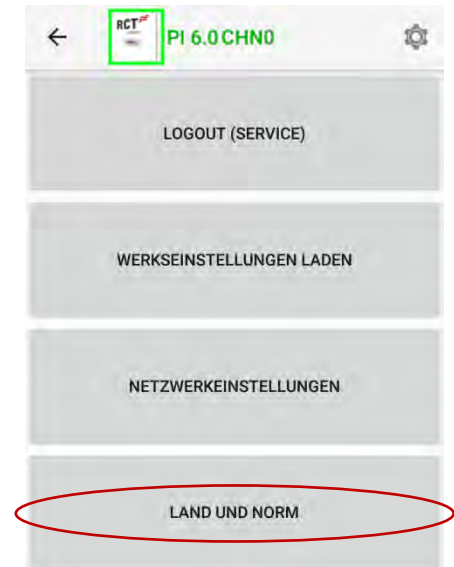 RCT
PI 6.0 CHN0
LOGOUT (SERVICE)
WERKSEINSTELLUNGEN LADEN
NETZWERKEINSTELLUNGEN
LAND UND NORM